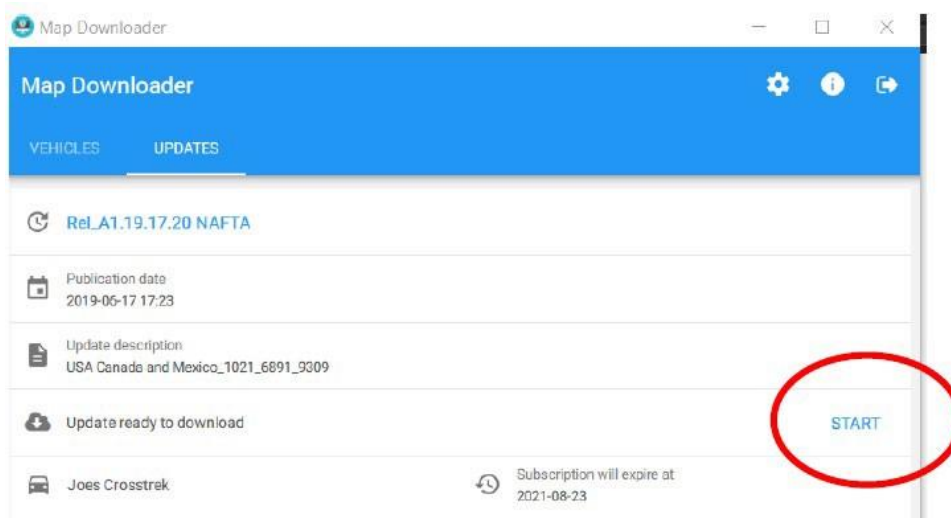 Map Downloader
Map Downloader
VEHICLES UPDATES
Rel_A1.19.17.20 NAFTA
Publication date
2019-06-17 17:23
Update description
USA Canada and Mexico_1021_6891_9309
Update ready to download START
Joes Crosstrek
Subscription will expire at
2021-08-23